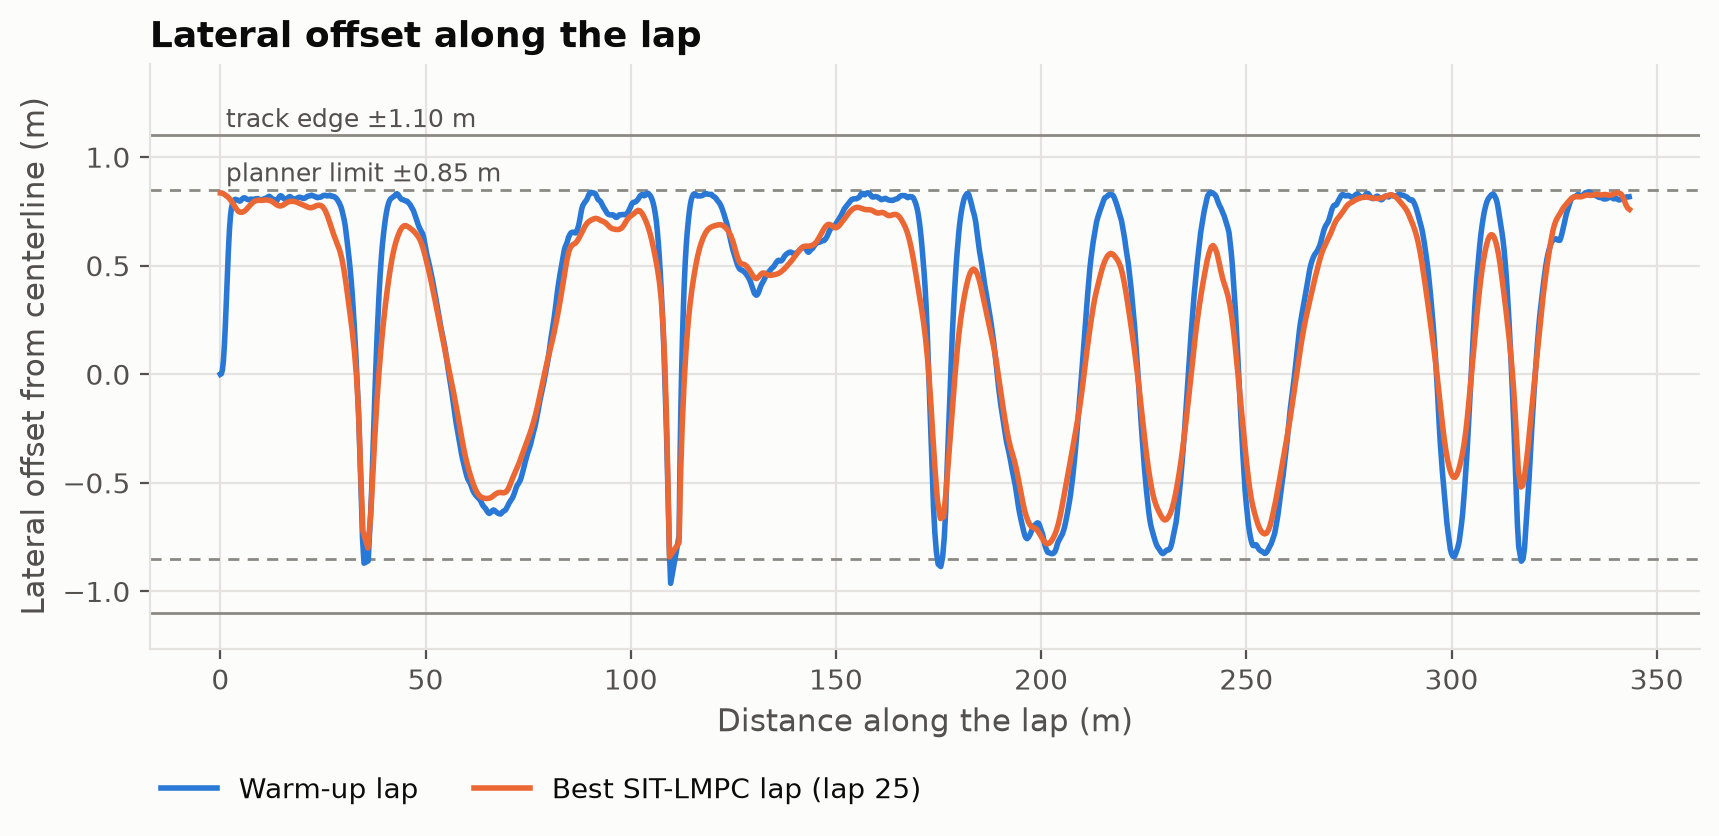 Lateral offset along the lap
Lateral offset from centerline (m)
track edge ±1.10 m
planner limit ±0.85 m
1.0
0.5
0.0
−0.5
−1.0
0 50 100 150 200 250 300 350
Distance along the lap (m)
Warm-up lap Best SIT-LMPC lap (lap 25)